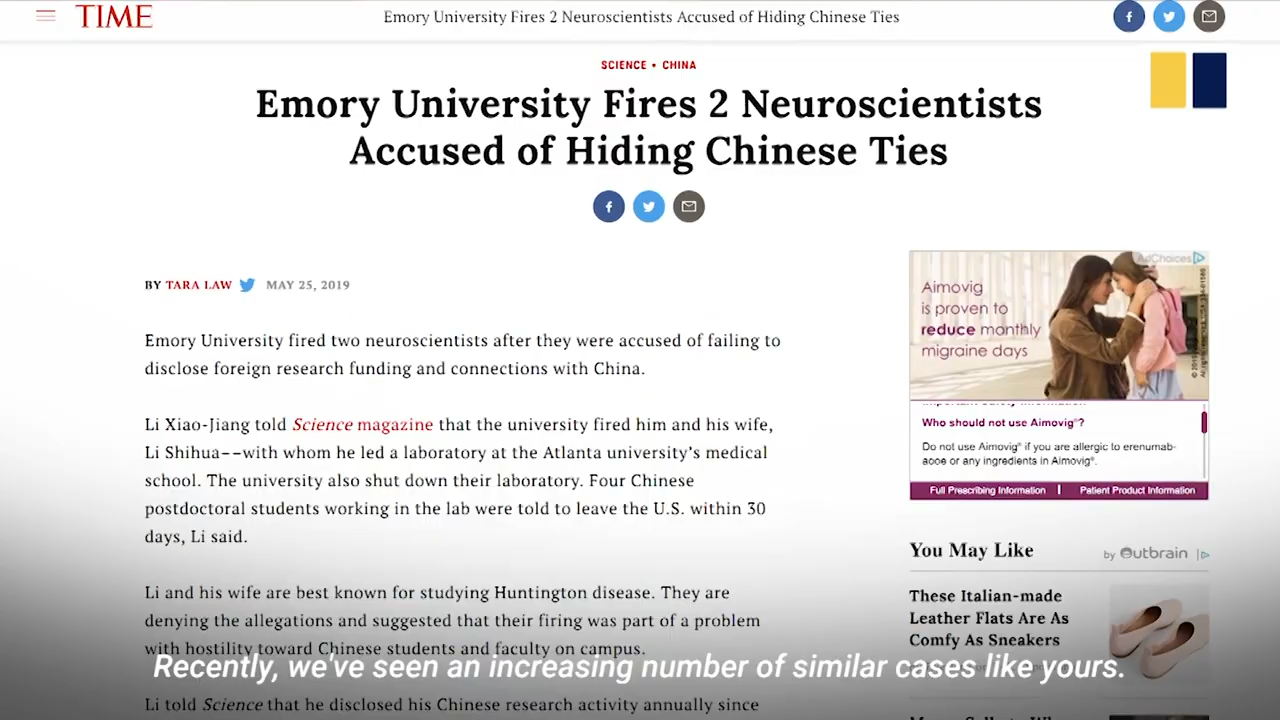 TIME
Emory University Fires 2 Neuroscientists Accused of Hiding Chinese Ties
SCIENCE • CHINA
Emory University Fires 2 Neuroscientists
Accused of Hiding Chinese Ties
BY TARA LAW MAY 25, 2019
Emory University fired two neuroscientists after they were accused of failing to
disclose foreign research funding and connections with China.
Li Xiao-Jiang told Science magazine that the university fired him and his wife,
Li Shihua––with whom he led a laboratory at the Atlanta university's medical
school. The university also shut down their laboratory. Four Chinese
postdoctoral students working in the lab were told to leave the U.S. within 30
days, Li said.
Li and his wife are best known for studying Huntington disease. They are
denying the allegations and suggested that their firing was part of a problem
with hostility toward Chinese students and faculty on campus.
Li told Science that he disclosed his Chinese research activity annually since
AdChoices
Aimovig
is proven to
reduce monthly
migraine days
Important Safety Information
Who should not use Aimovig®?
Do not use Aimovig® if you are allergic to erenumab-
aooe or any ingredients in Aimovig®.
Full Prescribing Information | Patient Product Information
You May Like
by Outbrain
These Italian-made
Leather Flats Are As
Comfy As Sneakers
Recently, we've seen an increasing number of similar cases like yours.